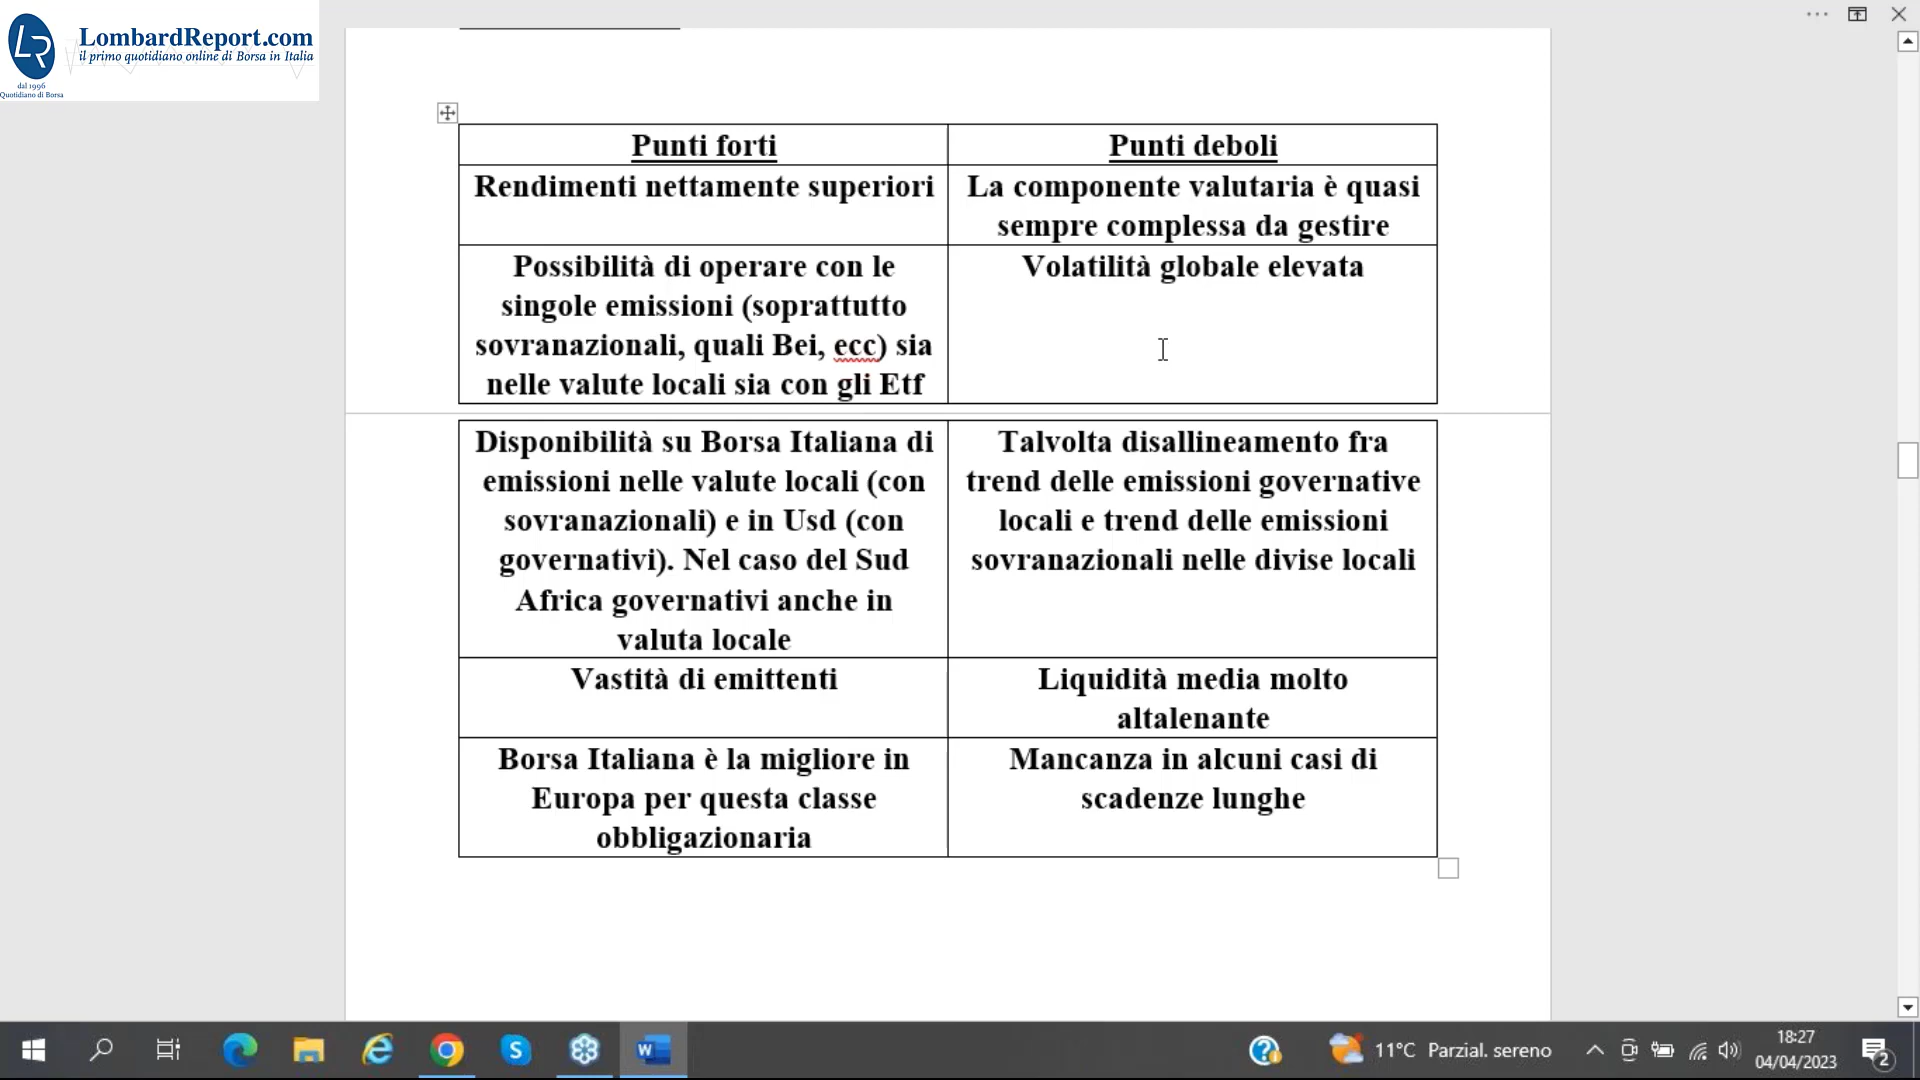 LombardReport.com
il primo quotidiano online di Borsa in Italia
dal 1996
Quotidiano di Borsa
Punti forti
Punti deboli
Rendimenti nettamente superiori
La componente valutaria è quasi
sempre complessa da gestire
Possibilità di operare con le
singole emissioni (soprattutto
sovranazionali, quali Bei, ecc) sia
nelle valute locali sia con gli Etf
Volatilità globale elevata
Disponibilità su Borsa Italiana di
emissioni nelle valute locali (con
sovranazionali) e in Usd (con
governativi). Nel caso del Sud
Africa governativi anche in
valuta locale
Talvolta disallineamento fra
trend delle emissioni governative
locali e trend delle emissioni
sovranazionali nelle divise locali
Vastità di emittenti
Liquidità media molto
altalenante
Borsa Italiana è la migliore in
Europa per questa classe
obbligazionaria
Mancanza in alcuni casi di
scadenze lunghe
11°C Parzial. sereno
18:27
04/04/2023
2